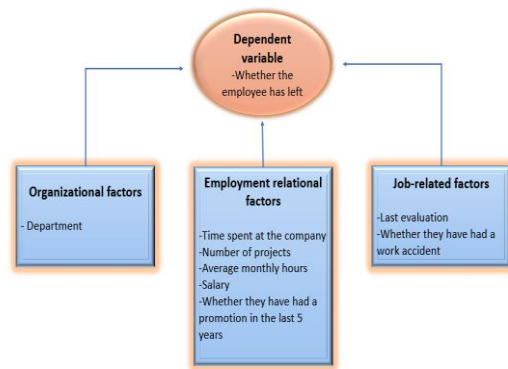 Dependent
variable
-Whether the
employee has left
Organizational factors
- Department
Employment relational
factors
-Time spent at the company
-Number of projects
-Average monthly hours
-Salary
-Whether they have had a
promotion in the last 5
years
Job-related factors
-Last evaluation
-Whether they have had a
work accident